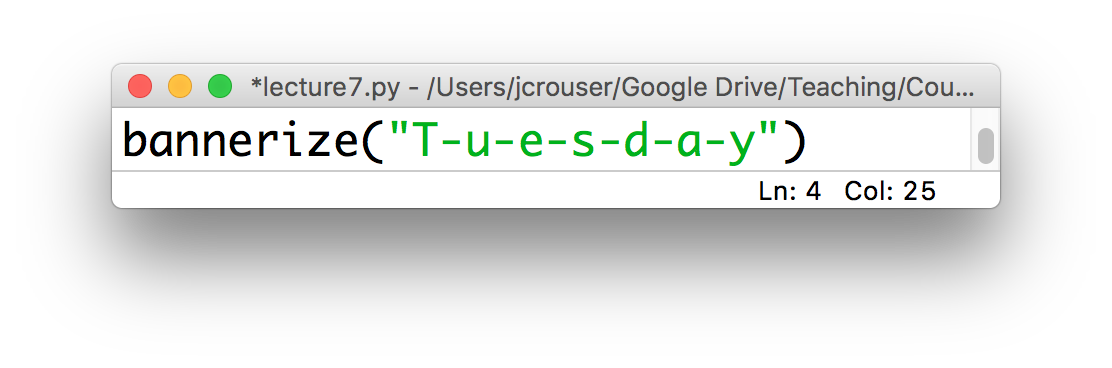 *lecture7.py - /Users/jcrouser/Google Drive/Teaching/Cou...
bannerize("T-u-e-s-d-a-y")
Ln: 4 Col: 25